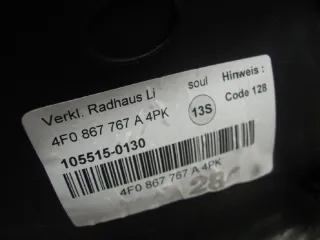 Verkl. Radhaus Li
soul
Hinweis :
4F0 867 767 A 4PK
13S
Code 128
105515-0130
4F0 867 767 A 4PK